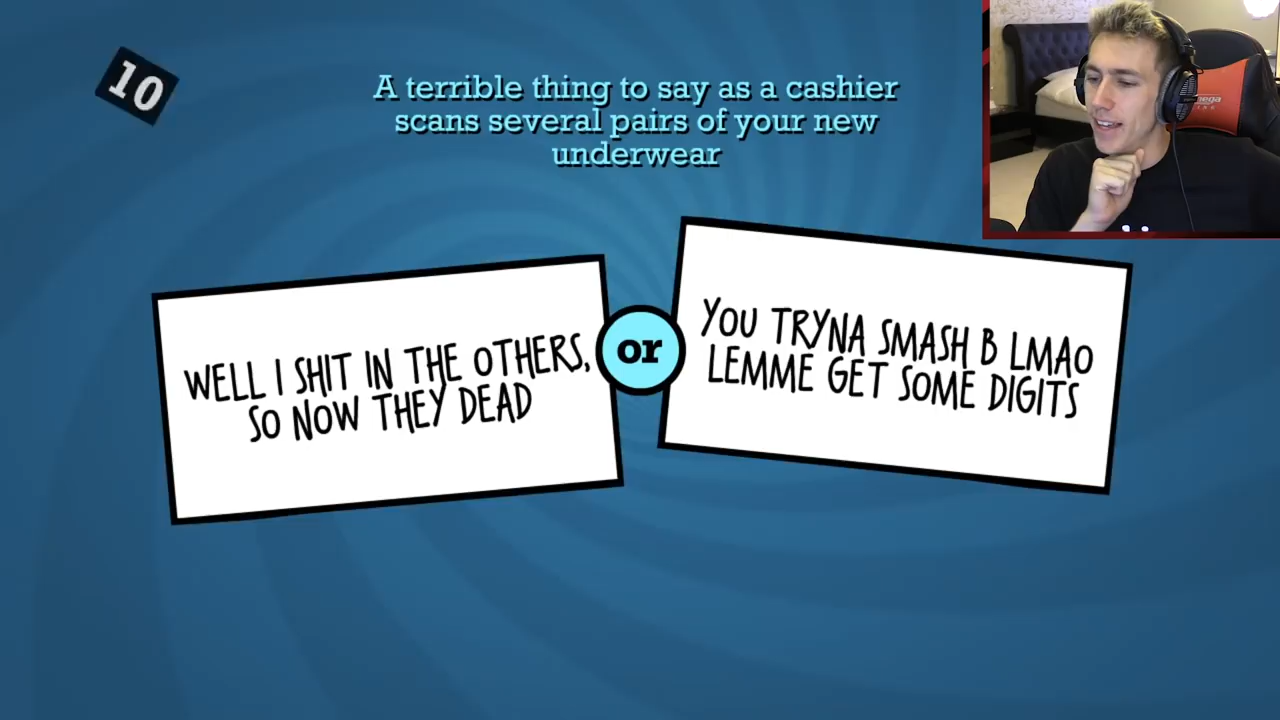 10
A terrible thing to say as a cashier
scans several pairs of your new
underwear
WELL I SHIT IN THE OTHERS,
SO NOW THEY DEAD
or
YOU TRYNA SMASH B LMAO
LEMME GET SOME DIGITS